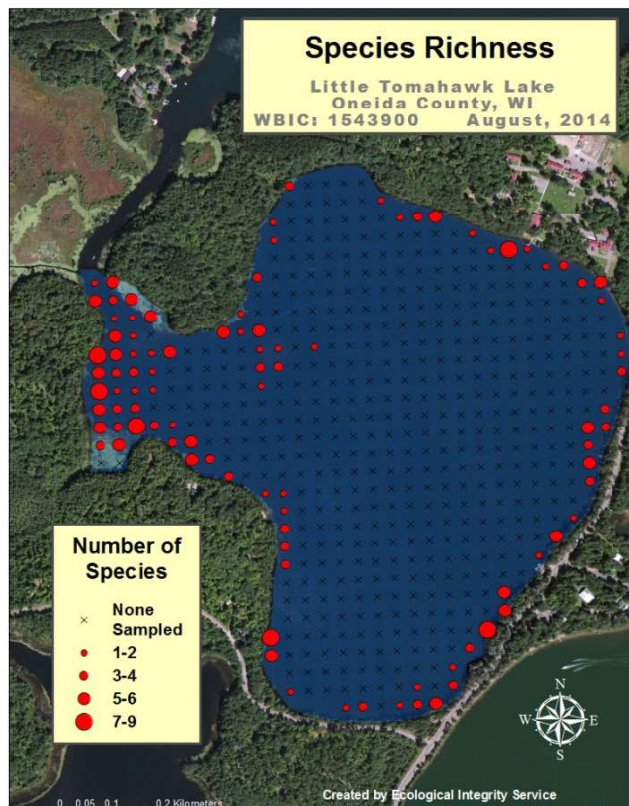 Species Richness
Little Tomahawk Lake
Oneida County, WI
WBIC: 1543900 August, 2014
Number of
Species
None
Sampled
1-2
3-4
5-6
7-9
N
W E
S
Created by Ecological Integrity Service
0 0.05 0.1 0.2 Kilometers